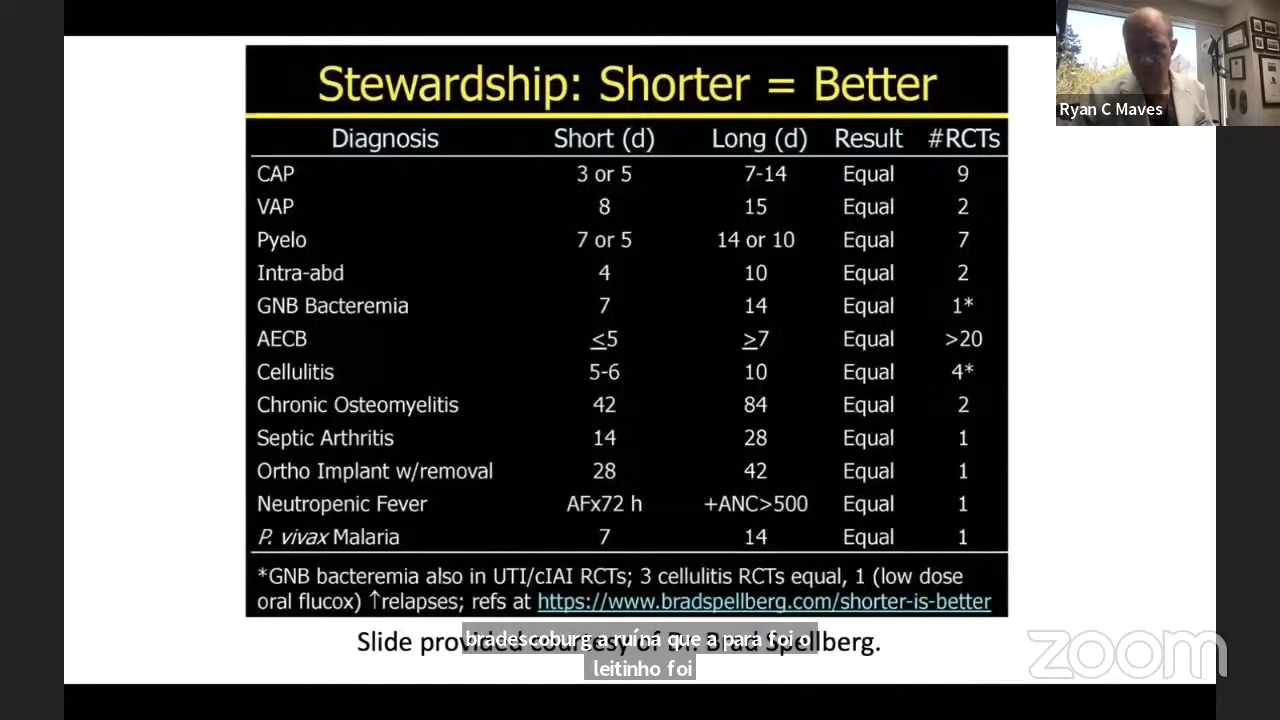 Stewardship: Shorter = Better
Diagnosis Short (d) Long (d) Result #RCTs
CAP 3 or 5 7-14 Equal 9
VAP 8 15 Equal 2
Pyelo 7 or 5 14 or 10 Equal 7
Intra-abd 4 10 Equal 2
GNB Bacteremia 7 14 Equal 1*
AECB ≤5 ≥7 Equal >20
Cellulitis 5-6 10 Equal 4*
Chronic Osteomyelitis 42 84 Equal 2
Septic Arthritis 14 28 Equal 1
Ortho Implant w/removal 28 42 Equal 1
Neutropenic Fever AFx72 h +ANC>500 Equal 1
P. vivax Malaria 7 14 Equal 1
*GNB bacteremia also in UTI/cIAI RCTs; 3 cellulitis RCTs equal, 1 (low dose
oral flucox) ↑relapses; refs at https://www.bradspellberg.com/shorter-is-better
Slide provided courtesy of Dr. Brad Spellberg.
bradescoburg a ruína que a para foi o
leitinho foi
Ryan C Maves
zoom